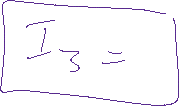 I₃ =